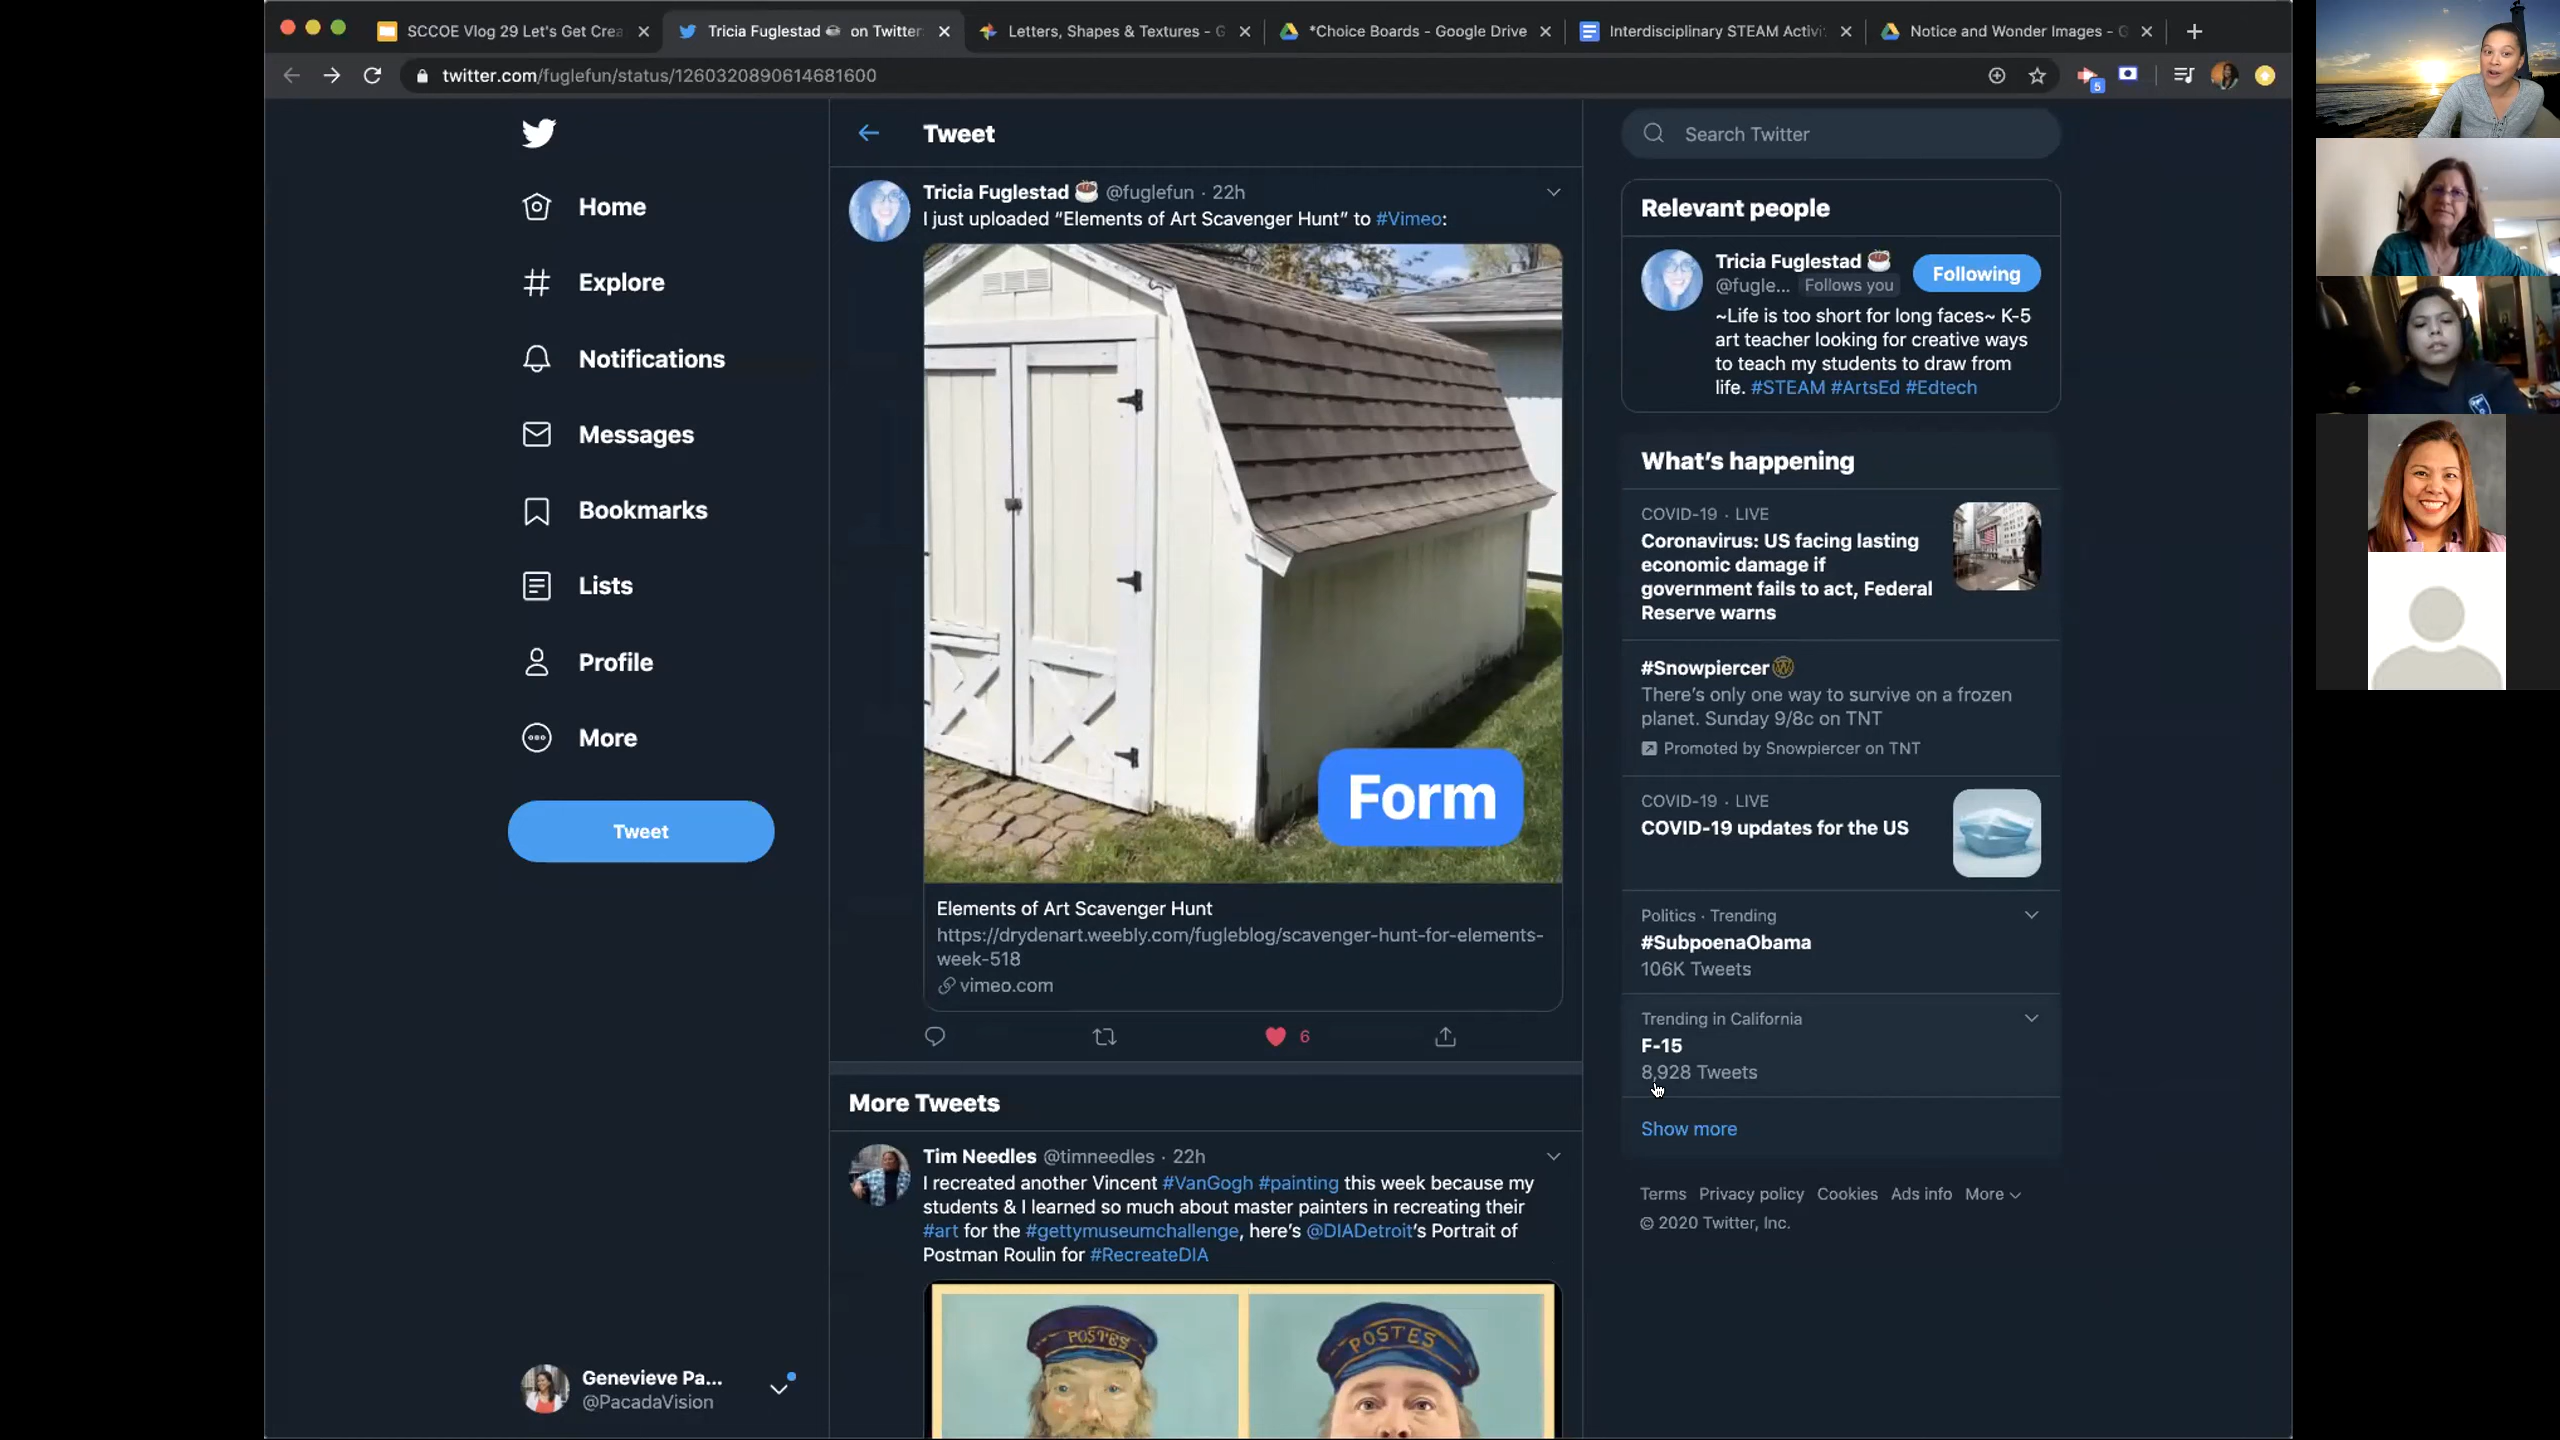 SCCOE Vlog 29 Let's Get Crea
Tricia Fuglestad ☕ on Twitter
Letters, Shapes & Textures - G
*Choice Boards - Google Drive
Interdisciplinary STEAM Activi
Notice and Wonder Images - G
twitter.com/fuglefun/status/1260320890614681600
5
Home
Explore
Notifications
Messages
Bookmarks
Lists
Profile
More
Tweet
Genevieve Pa...
@PacadaVision
Tweet
Tricia Fuglestad ☕ @fuglefun · 22h
I just uploaded “Elements of Art Scavenger Hunt” to #Vimeo:
Form
Elements of Art Scavenger Hunt
https://drydenart.weebly.com/fugleblog/scavenger-hunt-for-elements-
week-518
vimeo.com
6
More Tweets
Tim Needles @timneedles · 22h
I recreated another Vincent #VanGogh #painting this week because my
students & I learned so much about master painters in recreating their
#art for the #gettymuseumchallenge, here’s @DIADetroit’s Portrait of
Postman Roulin for #RecreateDIA
POSTES
POSTES
Search Twitter
Relevant people
Tricia Fuglestad ☕
@fugle... Follows you
Following
~Life is too short for long faces~ K-5
art teacher looking for creative ways
to teach my students to draw from
life. #STEAM #ArtsEd #Edtech
What’s happening
COVID-19 · LIVE
Coronavirus: US facing lasting
economic damage if
government fails to act, Federal
Reserve warns
#Snowpiercer
There’s only one way to survive on a frozen
planet. Sunday 9/8c on TNT
Promoted by Snowpiercer on TNT
COVID-19 · LIVE
COVID-19 updates for the US
Politics · Trending
#SubpoenaObama
106K Tweets
Trending in California
F-15
8,928 Tweets
Show more
Terms Privacy policy Cookies Ads info More
© 2020 Twitter, Inc.